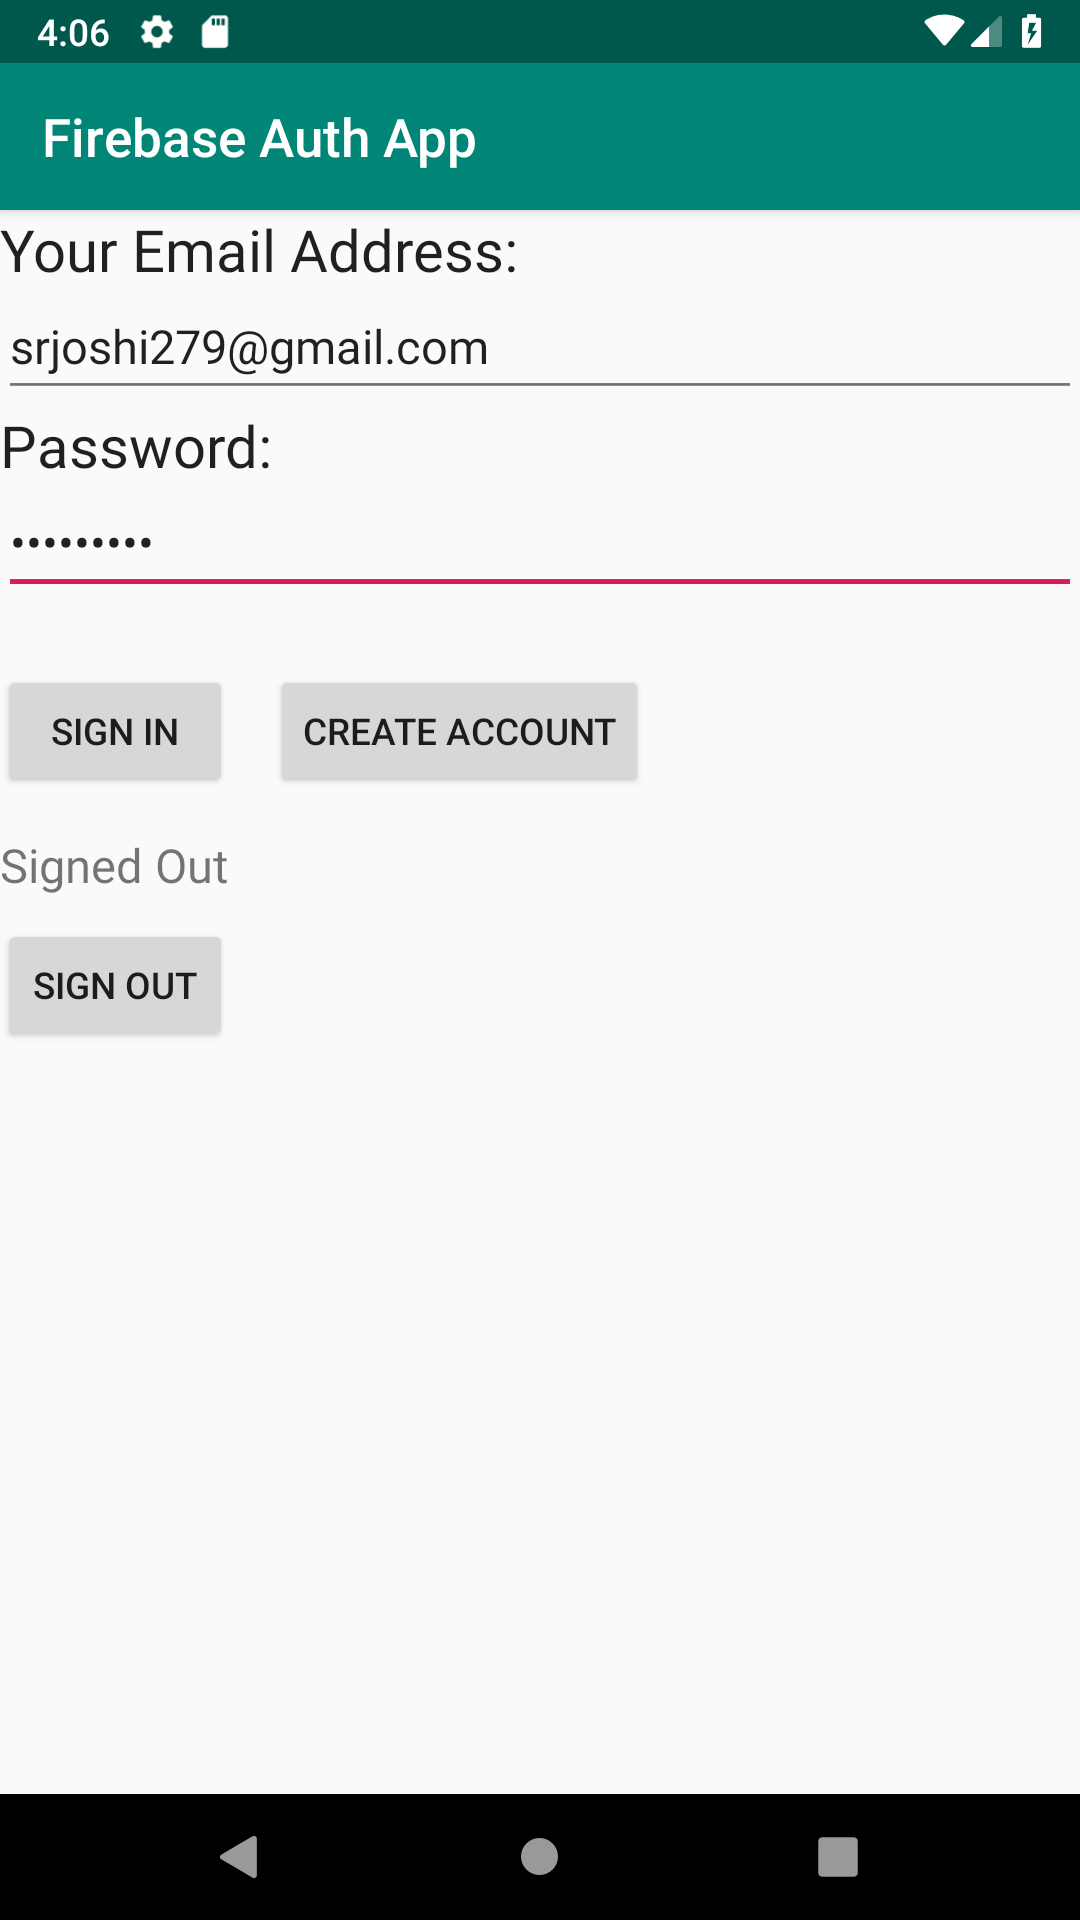 4:06
Firebase Auth App
Your Email Address:
srjoshi279@gmail.com
Password:
•••••••••
SIGN IN CREATE ACCOUNT
Signed Out
SIGN OUT